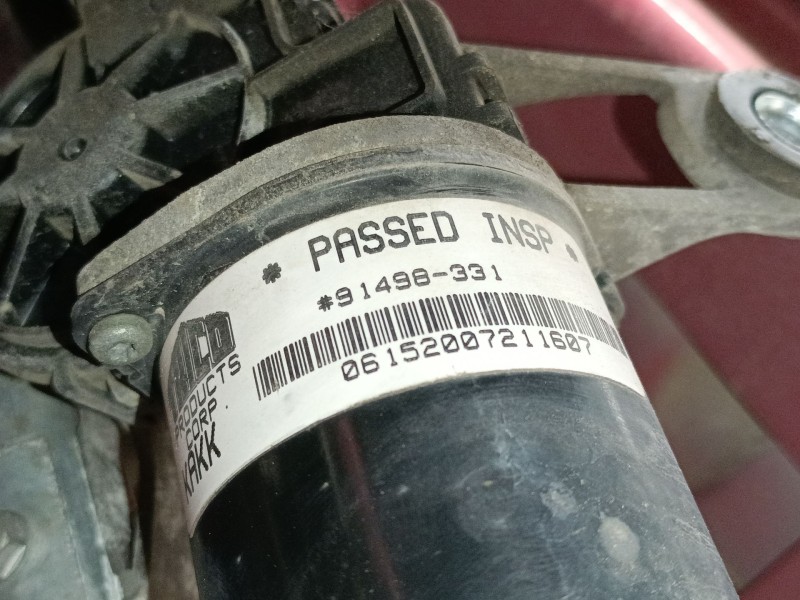 * PASSED INSP *
#91498-331
06152007211607
PRODUCTS
CORP
KAKK